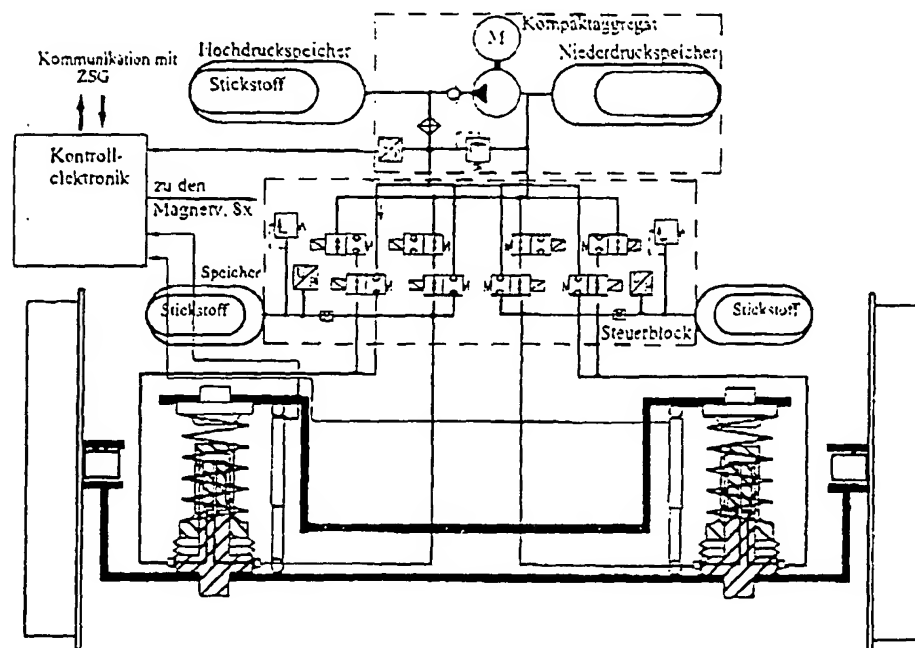 Kompaktaggregat
M
Hochdruckspeicher
Niederdruckspeicher
Stickstoff
Kommunikation mit
ZSG
Kontroll-
elektronik
zu den
Magnetv. Sx
Speicher
Stickstoff
Stickstoff
Steuerblock